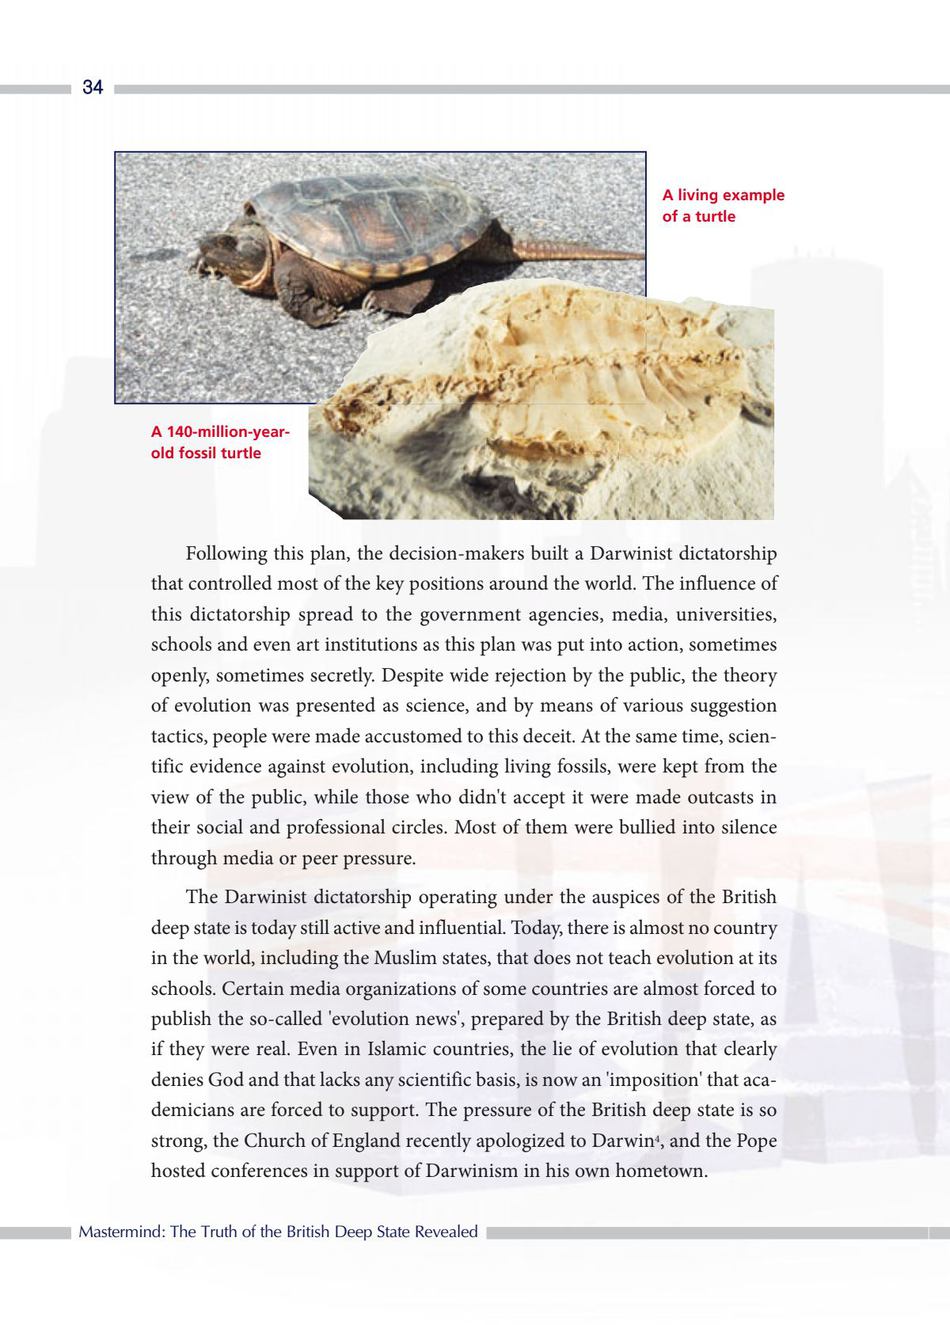 34
A living example
of a turtle
A 140-million-year-
old fossil turtle
Following this plan, the decision-makers built a Darwinist dictatorship
that controlled most of the key positions around the world. The influence of
this dictatorship spread to the government agencies, media, universities,
schools and even art institutions as this plan was put into action, sometimes
openly, sometimes secretly. Despite wide rejection by the public, the theory
of evolution was presented as science, and by means of various suggestion
tactics, people were made accustomed to this deceit. At the same time, scien-
tific evidence against evolution, including living fossils, were kept from the
view of the public, while those who didn't accept it were made outcasts in
their social and professional circles. Most of them were bullied into silence
through media or peer pressure.
The Darwinist dictatorship operating under the auspices of the British
deep state is today still active and influential. Today, there is almost no country
in the world, including the Muslim states, that does not teach evolution at its
schools. Certain media organizations of some countries are almost forced to
publish the so-called 'evolution news', prepared by the British deep state, as
if they were real. Even in Islamic countries, the lie of evolution that clearly
denies God and that lacks any scientific basis, is now an 'imposition' that aca-
demicians are forced to support. The pressure of the British deep state is so
strong, the Church of England recently apologized to Darwin⁴, and the Pope
hosted conferences in support of Darwinism in his own hometown.
Mastermind: The Truth of the British Deep State Revealed